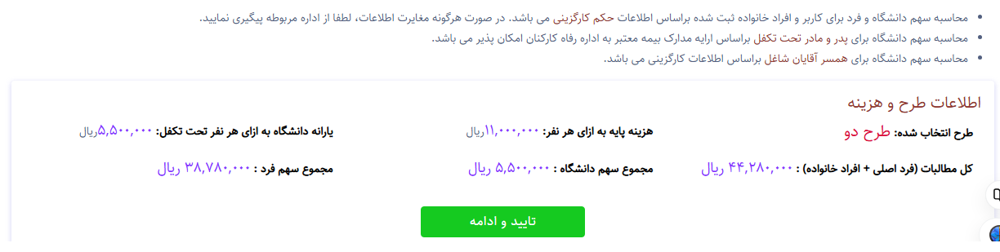 محاسبه سهم دانشگاه و فرد برای کاربر و افراد خانواده ثبت شده براساس اطلاعات حکم کارگزینی می باشد. در صورت هرگونه مغایرت اطلاعات، لطفا از اداره مربوطه پیگیری نمایید.
محاسبه سهم دانشگاه برای پدر و مادر تحت تکفل براساس ارایه مدارک بیمه معتبر به اداره رفاه کارکنان امکان پذیر می باشد.
محاسبه سهم دانشگاه برای همسر آقایان شاغل براساس اطلاعات کارگزینی می باشد.
اطلاعات طرح و هزینه
طرح انتخاب شده: طرح دو هزینه پایه به ازای هر نفر: ۱۱,۰۰۰,۰۰۰ریال یارانه دانشگاه به ازای هر نفر تحت تکفل: ۵,۵۰۰,۰۰۰ریال
کل مطالبات (فرد اصلی + افراد خانواده) : ۴۴,۲۸۰,۰۰۰ ریال مجموع سهم دانشگاه : ۵,۵۰۰,۰۰۰ ریال مجموع سهم فرد : ۳۸,۷۸۰,۰۰۰ ریال
تایید و ادامه